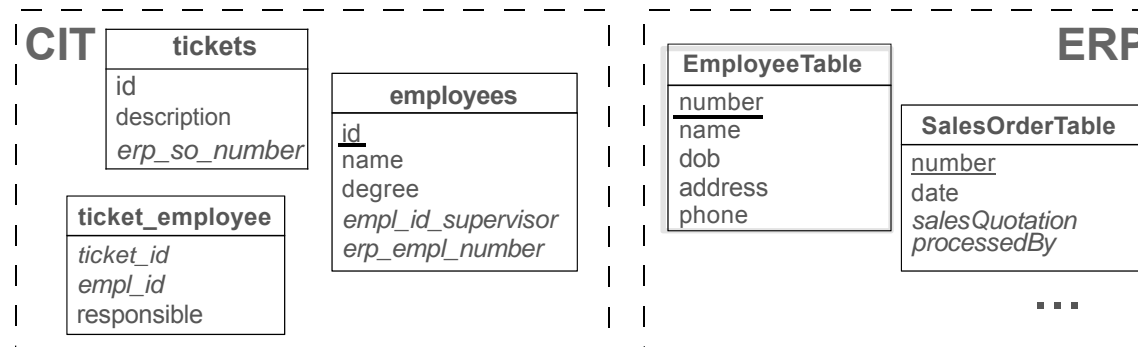 CIT
tickets
id
description
erp_so_number
employees
id
name
degree
empl_id_supervisor
erp_empl_number
ticket_employee
ticket_id
empl_id
responsible
ERP
EmployeeTable
number
name
dob
address
phone
SalesOrderTable
number
date
salesQuotation
processedBy
...